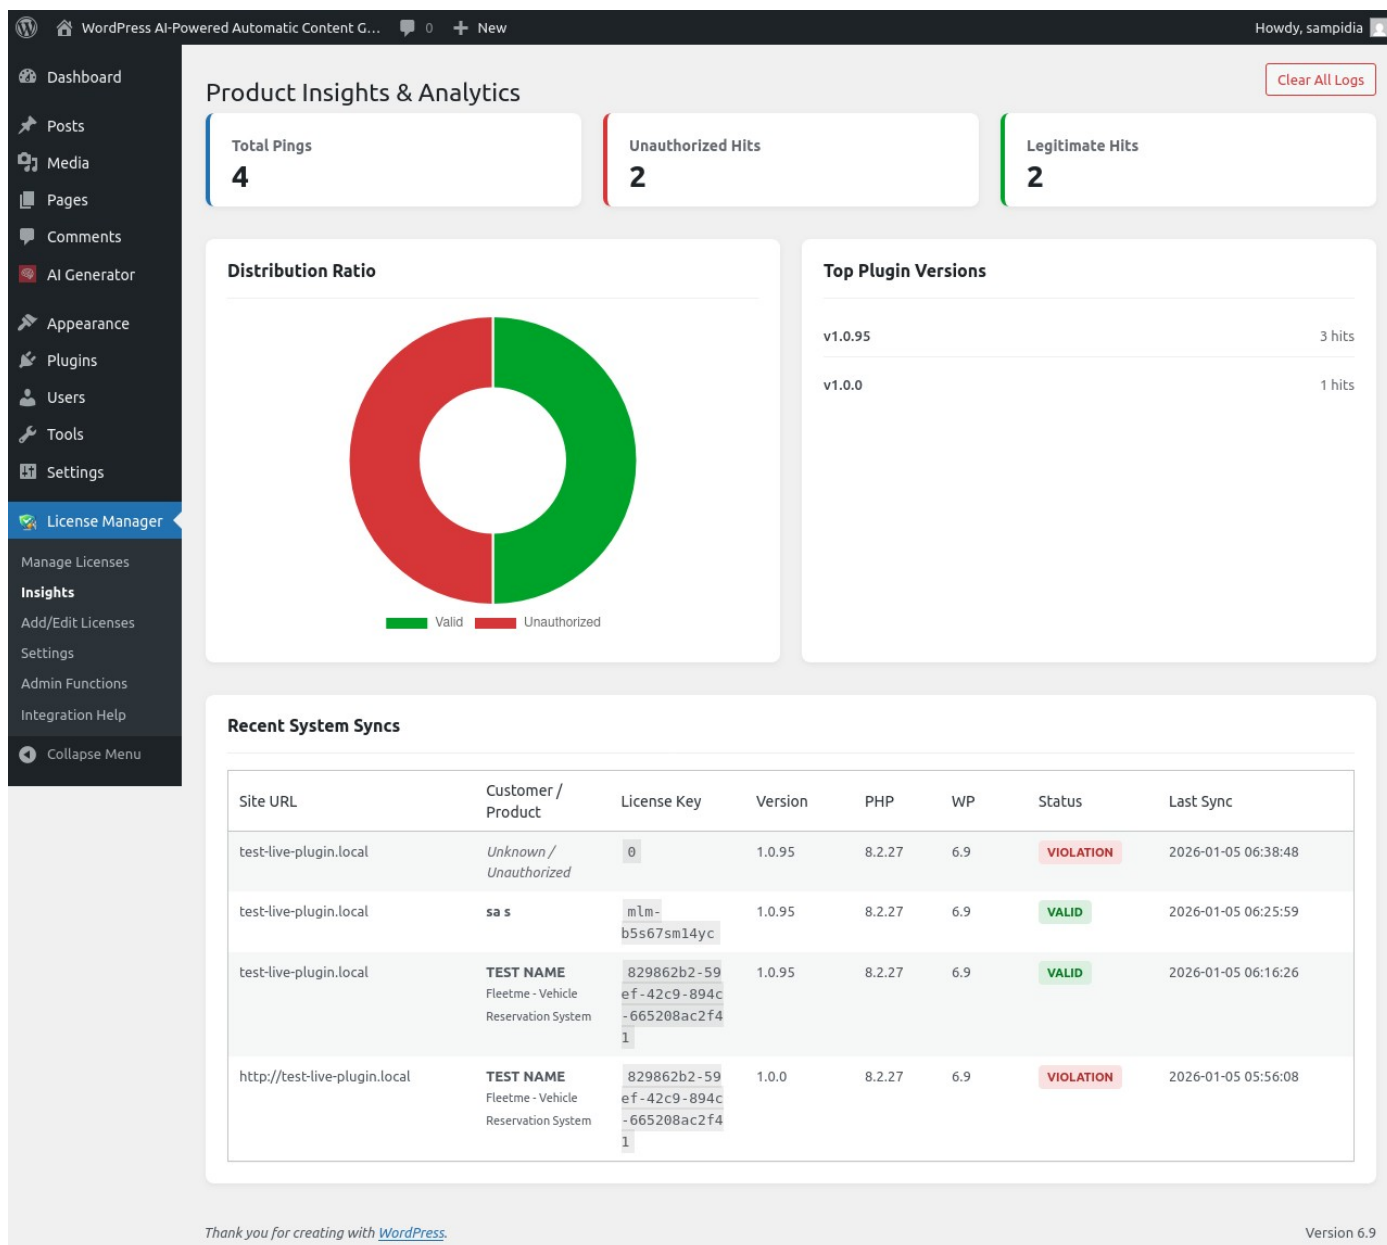 WordPress AI-Powered Automatic Content G... 0 New Howdy, sampidia
Dashboard
Posts
Media
Pages
Comments
AI Generator
Appearance
Plugins
Users
Tools
Settings
License Manager
Manage Licenses
Insights
Add/Edit Licenses
Settings
Admin Functions
Integration Help
Collapse Menu
Product Insights & Analytics
Clear All Logs
Total Pings
4
Unauthorized Hits
2
Legitimate Hits
2
Distribution Ratio
Valid Unauthorized
Top Plugin Versions
v1.0.95 3 hits
v1.0.0 1 hits
Recent System Syncs
Site URL Customer / Product License Key Version PHP WP Status Last Sync
test-live-plugin.local Unknown / 0 1.0.95 8.2.27 6.9 VIOLATION 2026-01-05 06:38:48
Unauthorized
test-live-plugin.local sa s mlm- 1.0.95 8.2.27 6.9 VALID 2026-01-05 06:25:59
b5s67sm14yc
test-live-plugin.local TEST NAME 829862b2-59 1.0.95 8.2.27 6.9 VALID 2026-01-05 06:16:26
Fleetme - Vehicle ef-42c9-894c
Reservation System -665208ac2f4
1
http://test-live-plugin.local TEST NAME 829862b2-59 1.0.0 8.2.27 6.9 VIOLATION 2026-01-05 05:56:08
Fleetme - Vehicle ef-42c9-894c
Reservation System -665208ac2f4
1
Thank you for creating with WordPress. Version 6.9